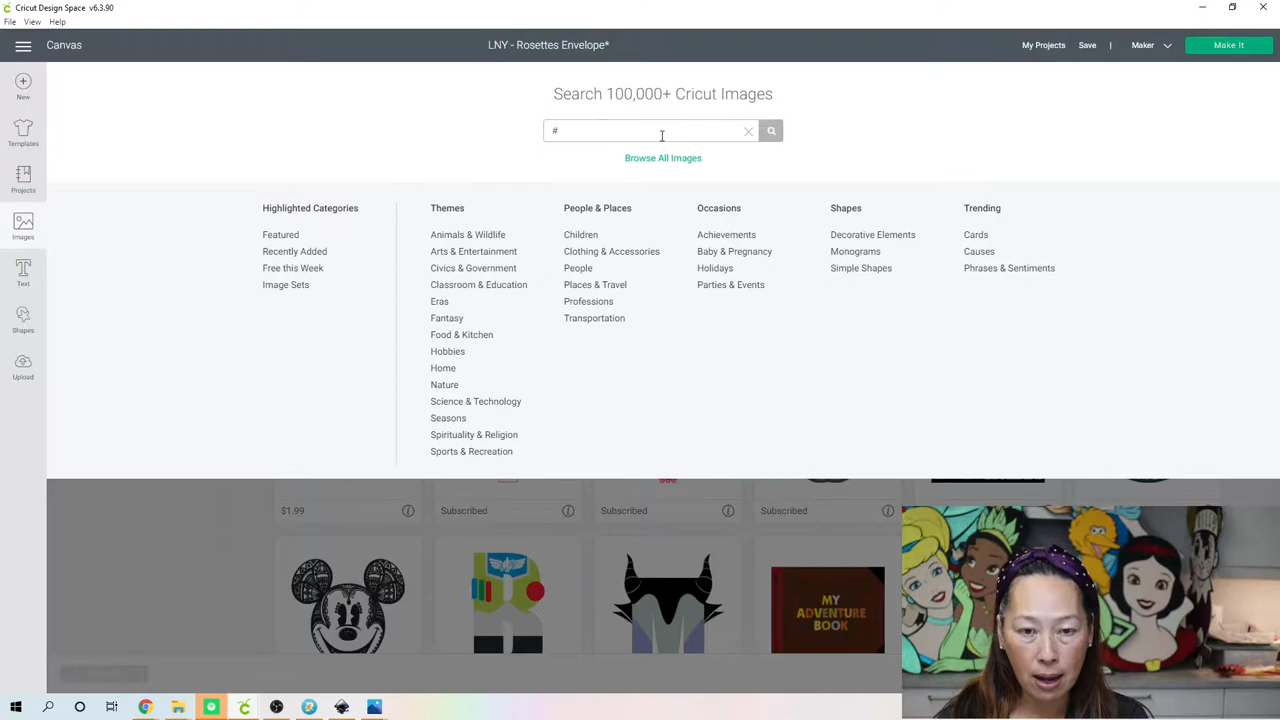 Cricut Design Space v6.3.90
File View Help
Canvas
LNY - Rosettes Envelope*
My Projects Save | Maker Make It
New
Templates
Projects
Images
Text
Shapes
Upload
Search 100,000+ Cricut Images
#
Browse All Images
Highlighted Categories
Featured
Recently Added
Free this Week
Image Sets
Themes
Animals & Wildlife
Arts & Entertainment
Civics & Government
Classroom & Education
Eras
Fantasy
Food & Kitchen
Hobbies
Home
Nature
Science & Technology
Seasons
Spirituality & Religion
Sports & Recreation
People & Places
Children
Clothing & Accessories
People
Places & Travel
Professions
Transportation
Occasions
Achievements
Baby & Pregnancy
Holidays
Parties & Events
Shapes
Decorative Elements
Monograms
Simple Shapes
Trending
Cards
Causes
Phrases & Sentiments
$1.99
Subscribed
Subscribed
Subscribed
MY
ADVENTURE
BOOK